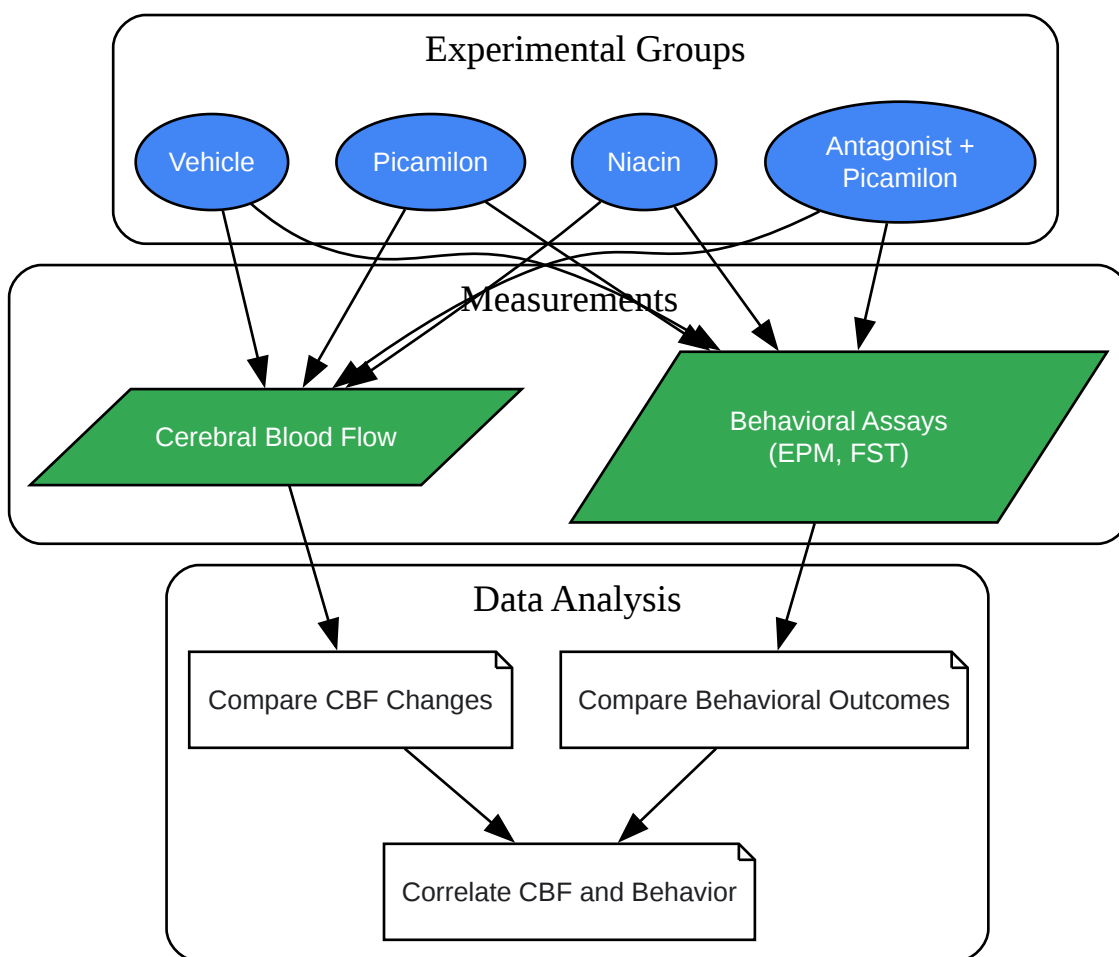 Experimental Groups
Vehicle
Picamilon
Niacin
Antagonist +
Picamilon
Measurements
Cerebral Blood Flow
Behavioral Assays
(EPM, FST)
Data Analysis
Compare CBF Changes
Compare Behavioral Outcomes
Correlate CBF and Behavior